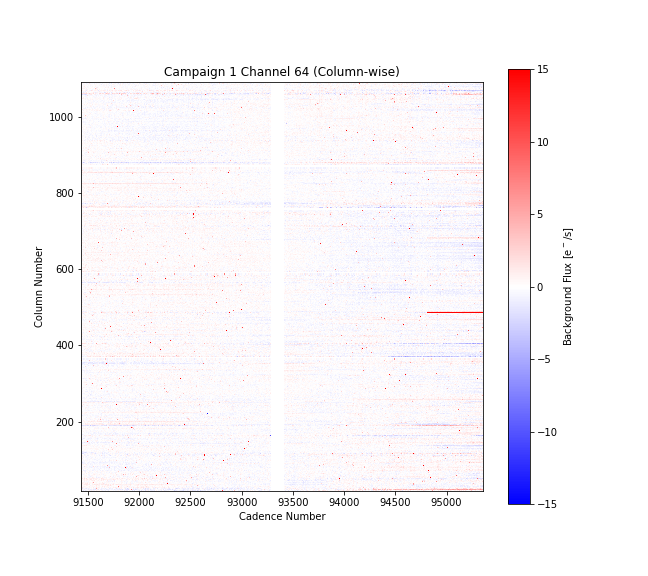 Campaign 1 Channel 64 (Column-wise)
1000
800
600
400
200
Column Number
91500 92000 92500 93000 93500 94000 94500 95000
Cadence Number
15
10
5
0
−5
−10
−15
Background Flux [e⁻/s]